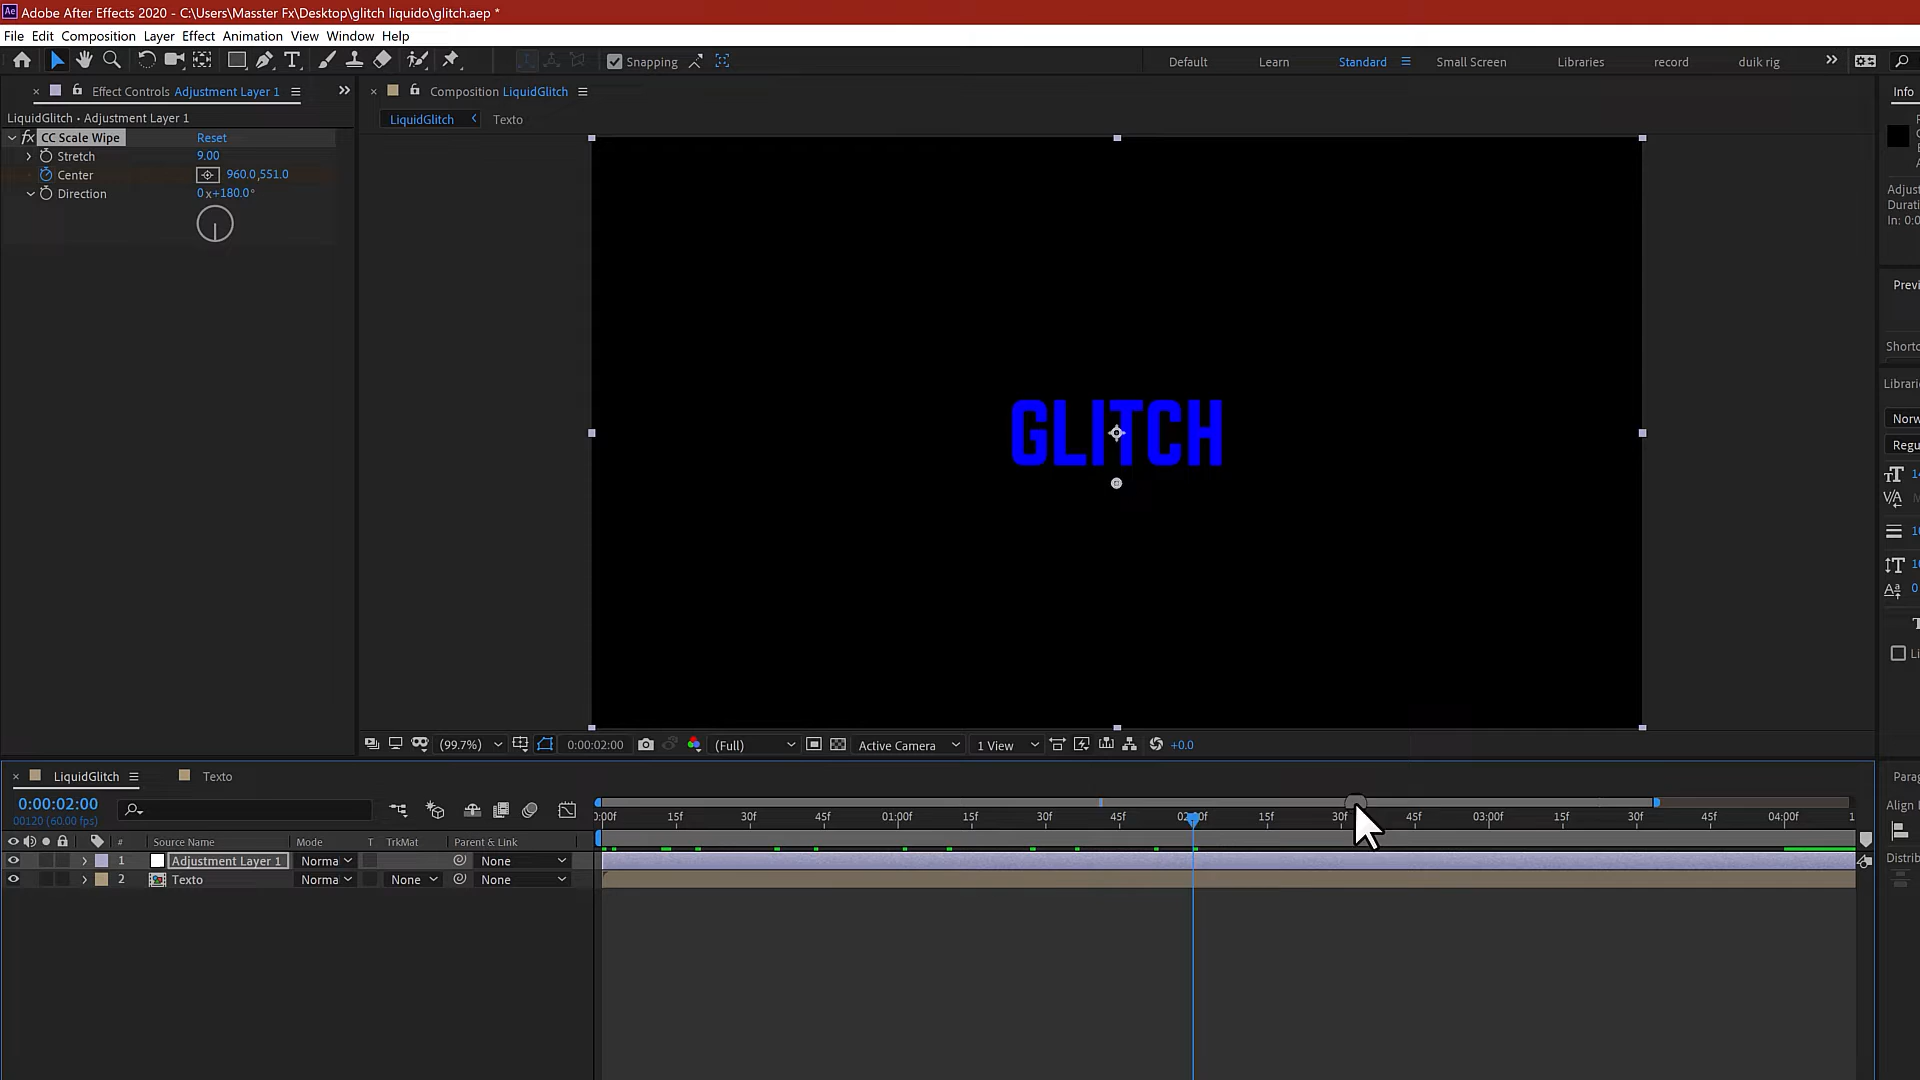 Ae Adobe After Effects 2020 - C:\Users\Masster Fx\Desktop\glitch liquido\glitch.aep *
File Edit Composition Layer Effect Animation View Window Help
Snapping Default Learn Standard Small Screen Libraries record duik rig
Effect Controls Adjustment Layer 1
LiquidGlitch • Adjustment Layer 1
fx CC Scale Wipe Reset
Stretch 9.00
Center 960.0,551.0
Direction 0 x+180.0°
Composition LiquidGlitch
LiquidGlitch Texto
GLITCH
(99.7%) 0:00:02:00 (Full) Active Camera 1 View +0.0
Info
Adjust
Durati
In: 0:0
Previ
Shortc
Librari
Norw
Regu
Li
Parag
Align
Distrib
LiquidGlitch Texto
0:00:02:00
00120 (60.00 fps)
0:00f 15f 30f 45f 01:00f 15f 30f 45f 02:00f 15f 30f 45f 03:00f 15f 30f 45f 04:00f 1
# Source Name Mode T TrkMat Parent & Link
1 Adjustment Layer 1 Norma None
2 Texto Norma None None